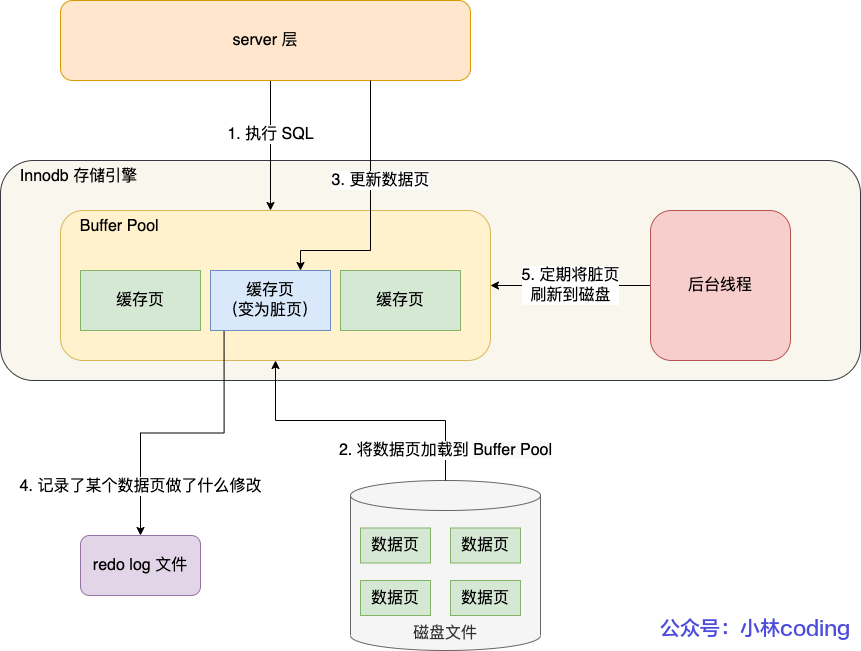 server 层
1. 执行 SQL
Innodb 存储引擎
3. 更新数据页
Buffer Pool
缓存页
缓存页
(变为脏页)
缓存页
5. 定期将脏页
刷新到磁盘
后台线程
2. 将数据页加载到 Buffer Pool
4. 记录了某个数据页做了什么修改
redo log 文件
数据页
数据页
数据页
数据页
磁盘文件
公众号：小林coding